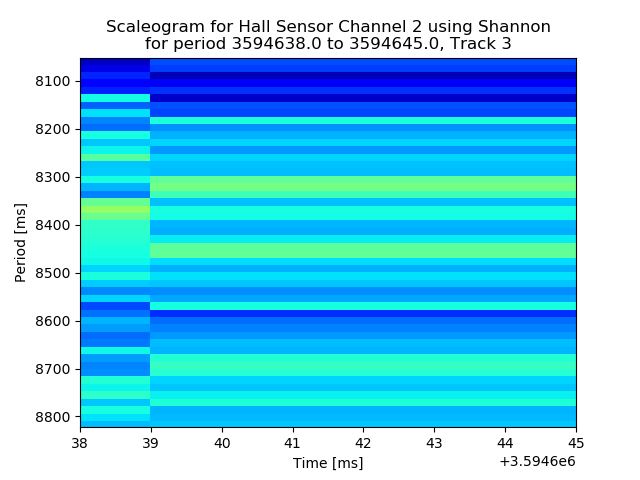 Scaleogram for Hall Sensor Channel 2 using Shannon
for period 3594638.0 to 3594645.0, Track 3
8100
8200
8300
8400
8500
8600
8700
8800
Period [ms]
38 39 40 41 42 43 44 45
Time [ms]
+3.5946e6